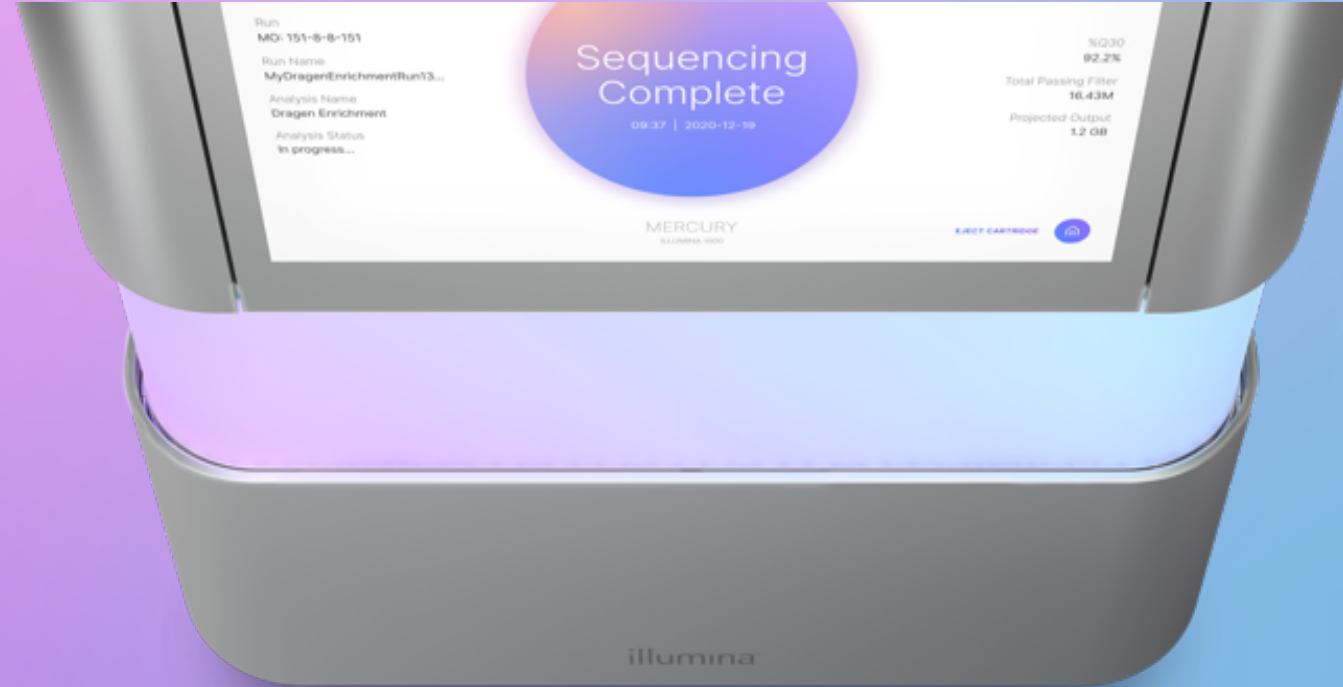 Run
MO: 151-8-8-151
Run Name
MyDragenEnrichmentRun13...
Analysis Name
Dragen Enrichment
Analysis Status
In progress...
Sequencing
Complete
09:37 | 2020-12-19
%Q30
92.2%
Total Passing Filter
16.43M
Projected Output
1.2 GB
MERCURY
ILLUMINA 1000
EJECT CARTRIDGE
illumina